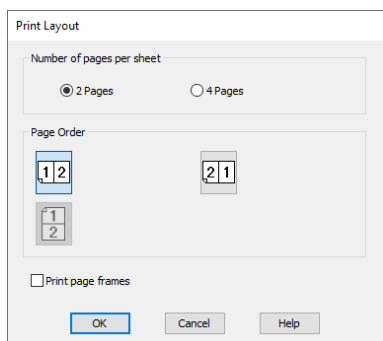 Print Layout
Number of pages per sheet
2 Pages
4 Pages
Page Order
1 2
2 1
1
2
Print page frames
OK
Cancel
Help